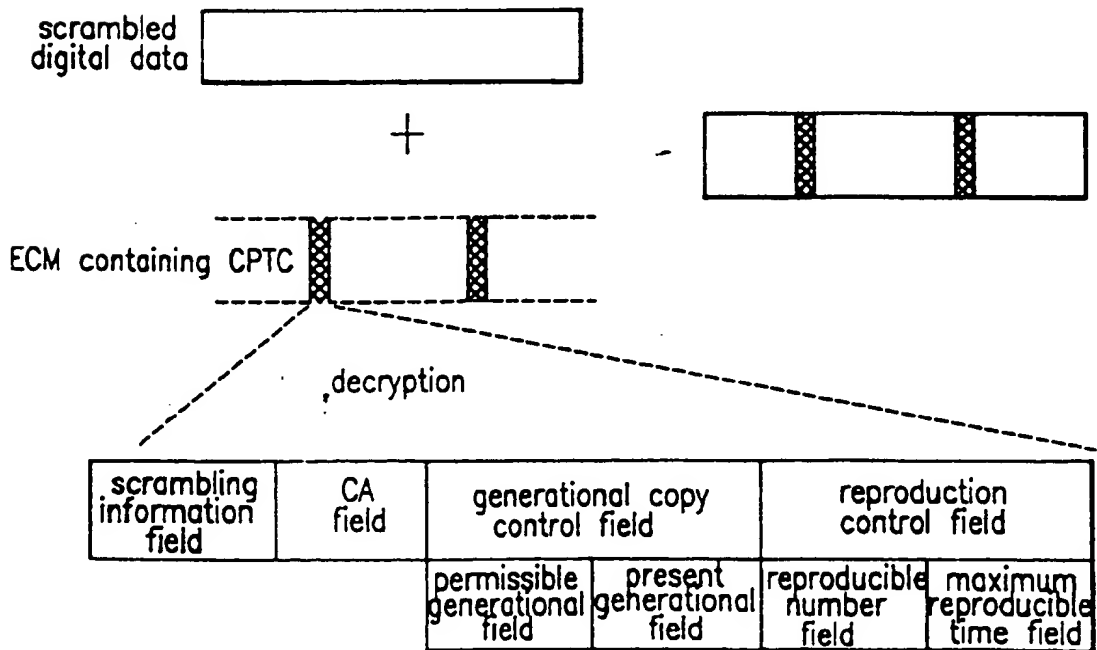 scrambled
digital data
+
ECM containing CPTC
decryption
scrambling
information
field
CA
field
generational copy
control field
reproduction
control field
permissible
generational
field
present
generational
field
reproducible
number
field
maximum
reproducible
time field